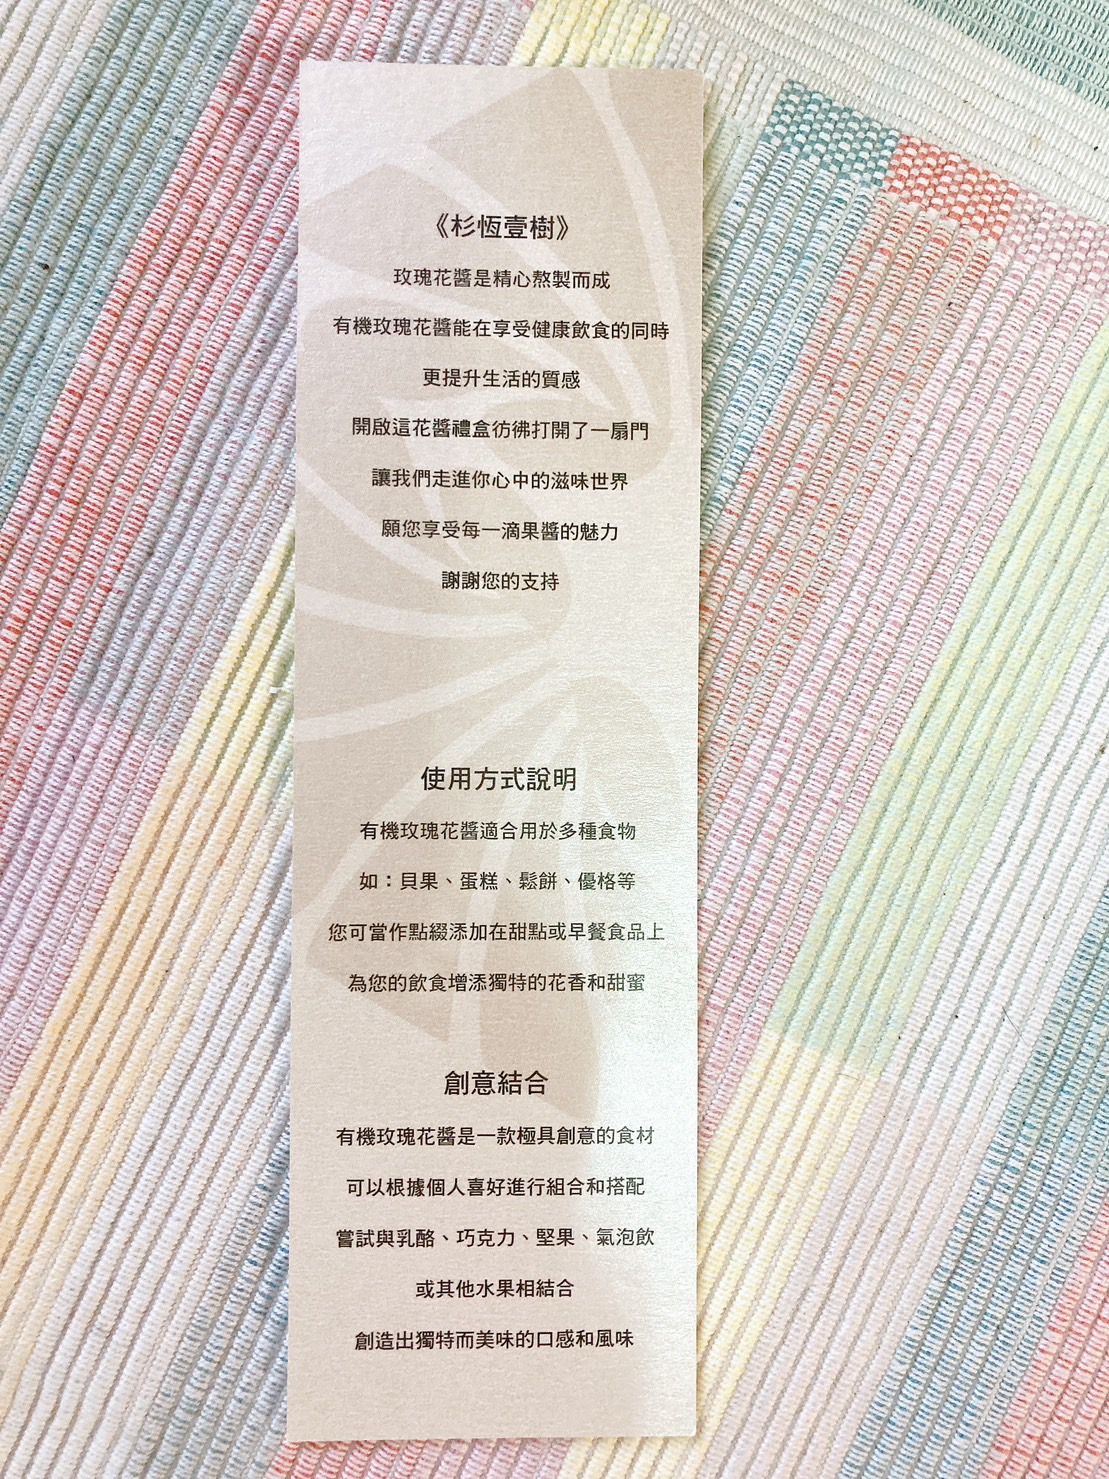 《杉恆壹樹》
玫瑰花醬是精心熬製而成
有機玫瑰花醬能在享受健康飲食的同時
更提升生活的質感
開啟這花醬禮盒彷彿打開了一扇門
讓我們走進你心中的滋味世界
願您享受每一滴果醬的魅力
謝謝您的支持
使用方式說明
有機玫瑰花醬適合用於多種食物
如：貝果、蛋糕、鬆餅、優格等
您可當作點綴添加在甜點或早餐食品上
為您的飲食增添獨特的花香和甜蜜
創意結合
有機玫瑰花醬是一款極具創意的食材
可以根據個人喜好進行組合和搭配
嘗試與乳酪、巧克力、堅果、氣泡飲
或其他水果相結合
創造出獨特而美味的口感和風味